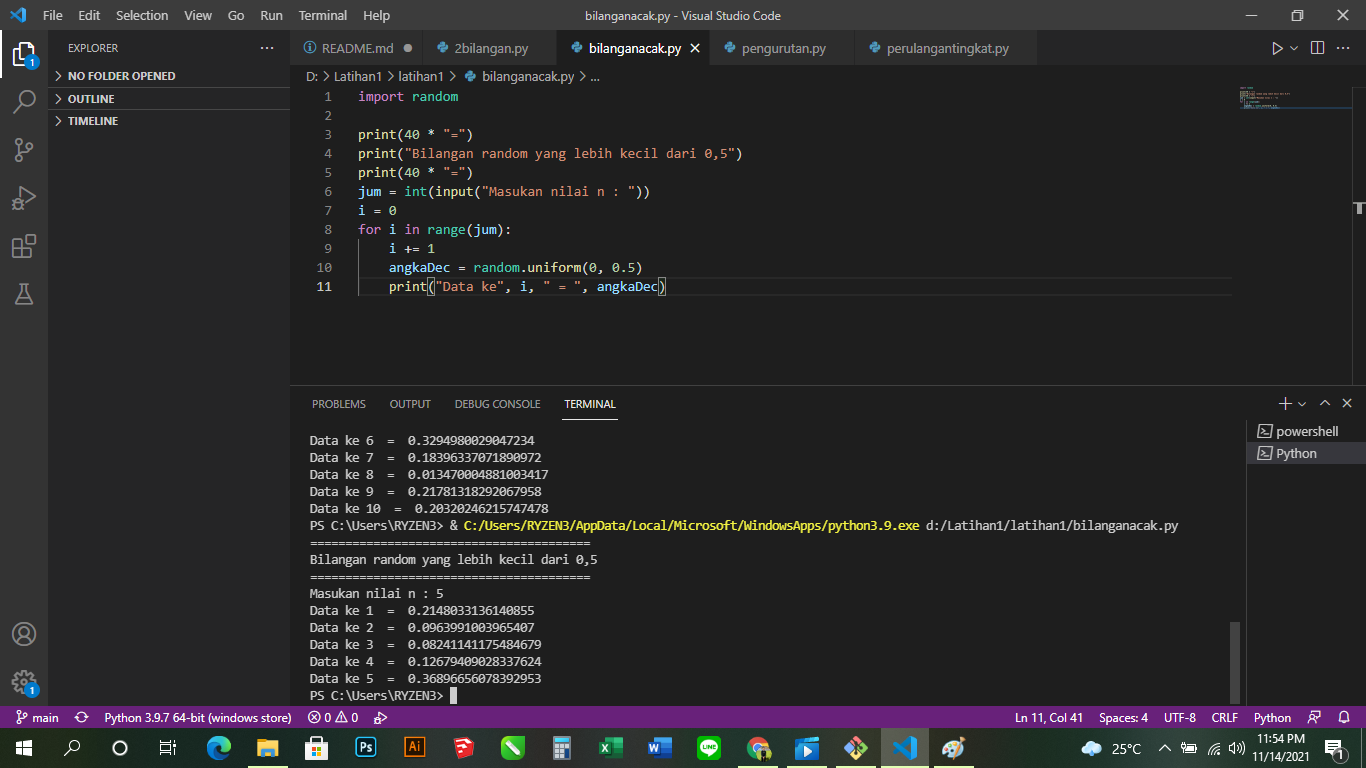 File Edit Selection View Go Run Terminal Help bilanganacak.py - Visual Studio Code
EXPLORER
NO FOLDER OPENED
OUTLINE
TIMELINE
README.md 2bilangan.py bilanganacak.py pengurutan.py perulangantingkat.py
D: > Latihan1 > latihan1 > bilanganacak.py > ...
1 import random
2
3 print(40 * "=")
4 print("Bilangan random yang lebih kecil dari 0,5")
5 print(40 * "=")
6 jum = int(input("Masukan nilai n : "))
7 i = 0
8 for i in range(jum):
9 i += 1
10 angkaDec = random.uniform(0, 0.5)
11 print("Data ke", i, " = ", angkaDec)
PROBLEMS OUTPUT DEBUG CONSOLE TERMINAL
powershell
Python
Data ke 6  =  0.3294980029047234
Data ke 7  =  0.18396337071890972
Data ke 8  =  0.013470004881003417
Data ke 9  =  0.21781318292067958
Data ke 10  =  0.20320246215747478
PS C:\Users\RYZEN3> & C:/Users/RYZEN3/AppData/Local/Microsoft/WindowsApps/python3.9.exe d:/Latihan1/latihan1/bilanganacak.py
========================================
Bilangan random yang lebih kecil dari 0,5
========================================
Masukan nilai n : 5
Data ke 1  =  0.2148033136140855
Data ke 2  =  0.0963991003965407
Data ke 3  =  0.08241141175484679
Data ke 4  =  0.12679409028337624
Data ke 5  =  0.36896656078392953
PS C:\Users\RYZEN3>
1
1
main Python 3.9.7 64-bit (windows store) 0 0 Ln 11, Col 41 Spaces: 4 UTF-8 CRLF Python
Ps Ai LINE 25°C 11:54 PM
11/14/2021
1